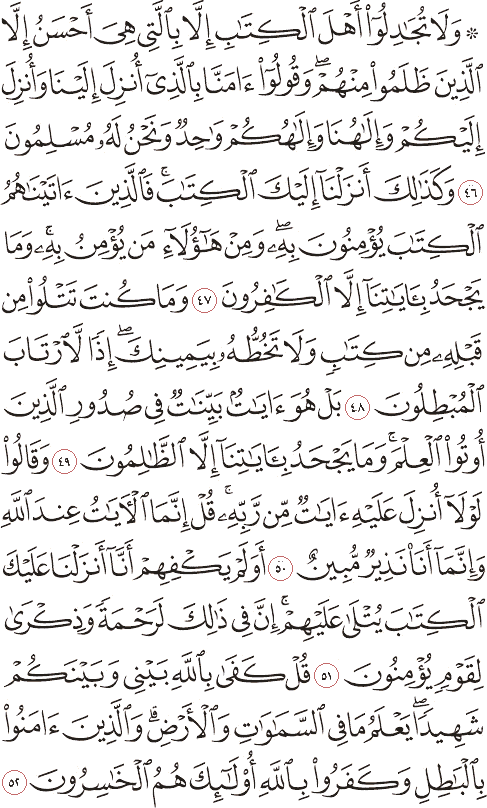 ۞ وَلَا تُجَـٰدِلُوٓا۟ أَهْلَ ٱلْكِتَـٰبِ إِلَّا بِٱلَّتِى هِىَ أَحْسَنُ إِلَّا
ٱلَّذِينَ ظَلَمُوا۟ مِنْهُمْ ۖ وَقُولُوٓا۟ ءَامَنَّا بِٱلَّذِىٓ أُنزِلَ إِلَيْنَا وَأُنزِلَ
إِلَيْكُمْ وَإِلَـٰهُنَا وَإِلَـٰهُكُمْ وَٰحِدٌ وَنَحْنُ لَهُۥ مُسْلِمُونَ
٤٦ وَكَذَٰلِكَ أَنزَلْنَآ إِلَيْكَ ٱلْكِتَـٰبَ ۚ فَٱلَّذِينَ ءَاتَيْنَـٰهُمُ
ٱلْكِتَـٰبَ يُؤْمِنُونَ بِهِۦ ۖ وَمِنْ هَـٰٓؤُلَآءِ مَن يُؤْمِنُ بِهِۦ ۚ وَمَا
يَجْحَدُ بِـَٔايَـٰتِنَآ إِلَّا ٱلْكَـٰفِرُونَ ٤٧ وَمَا كُنتَ تَتْلُوا۟ مِن
قَبْلِهِۦ مِن كِتَـٰبٍ وَلَا تَخُطُّهُۥ بِيَمِينِكَ ۖ إِذًا لَّٱرْتَابَ
ٱلْمُبْطِلُونَ ٤٨ بَلْ هُوَ ءَايَـٰتٌۢ بَيِّنَـٰتٌ فِى صُدُورِ ٱلَّذِينَ
أُوتُوا۟ ٱلْعِلْمَ ۚ وَمَا يَجْحَدُ بِـَٔايَـٰتِنَآ إِلَّا ٱلظَّـٰلِمُونَ ٤٩ وَقَالُوا۟
لَوْلَآ أُنزِلَ عَلَيْهِ ءَايَـٰتٌ مِّن رَّبِّهِۦ ۖ قُلْ إِنَّمَا ٱلْـَٔايَـٰتُ عِندَ ٱللَّهِ
وَإِنَّمَآ أَنَا۠ نَذِيرٌ مُّبِينٌ ٥٠ أَوَلَمْ يَكْفِهِمْ أَنَّآ أَنزَلْنَا عَلَيْكَ
ٱلْكِتَـٰبَ يُتْلَىٰ عَلَيْهِمْ ۚ إِنَّ فِى ذَٰلِكَ لَرَحْمَةً وَذِكْرَىٰ
لِقَوْمٍ يُؤْمِنُونَ ٥١ قُلْ كَفَىٰ بِٱللَّهِ بَيْنِى وَبَيْنَكُمْ
شَهِيدًا ۖ يَعْلَمُ مَا فِى ٱلسَّمَـٰوَٰتِ وَٱلْأَرْضِ ۗ وَٱلَّذِينَ ءَامَنُوا۟
بِٱلْبَـٰطِلِ وَكَفَرُوا۟ بِٱللَّهِ أُو۟لَـٰٓئِكَ هُمُ ٱلْخَـٰسِرُونَ ٥٢